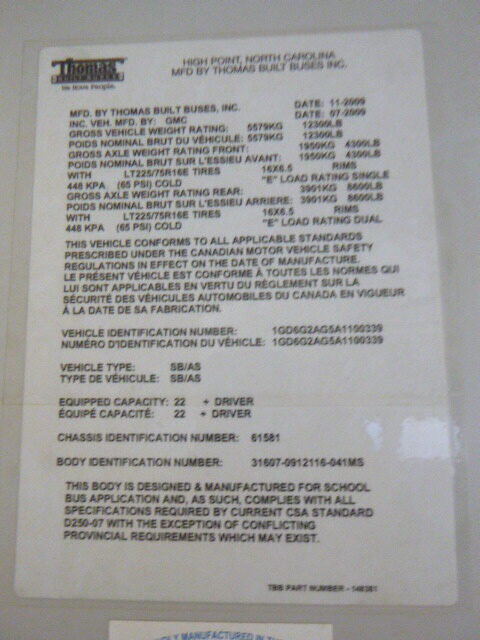 Thomas
BUILT BUSES
HIGH POINT, NORTH CAROLINA
MFD BY THOMAS BUILT BUSES INC.
MFD. BY THOMAS BUILT BUSES, INC. DATE: 11-2009
INC. VEH. MFD. BY: GMC DATE: 07-2009
GROSS VEHICLE WEIGHT RATING: 5579KG 12300LB
POIDS NOMINAL BRUT DU VÉHICULE: 5579KG 12300LB
GROSS AXLE WEIGHT RATING FRONT: 1950KG 4300LB
POIDS NOMINAL BRUT SUR L'ESSIEU AVANT: 1950KG 4300LB
WITH LT225/75R16E TIRES 16X6.5 RIMS
448 KPA (65 PSI) COLD "E" LOAD RATING SINGLE
GROSS AXLE WEIGHT RATING REAR: 3901KG 8600LB
POIDS NOMINAL BRUT SUR L'ESSIEU ARRIERE: 3901KG 8600LB
WITH LT225/75R16E TIRES 16X6.5 RIMS
448 KPA (65 PSI) COLD "E" LOAD RATING DUAL
THIS VEHICLE CONFORMS TO ALL APPLICABLE STANDARDS
PRESCRIBED UNDER THE CANADIAN MOTOR VEHICLE SAFETY
REGULATIONS IN EFFECT ON THE DATE OF MANUFACTURE.
LE PRÉSENT VÉHICULE EST CONFORME À TOUTES LES NORMES QUI
LUI SONT APPLICABLES EN VERTU DU RÈGLEMENT SUR LA
SÉCURITÉ DES VÉHICULES AUTOMOBILES DU CANADA EN VIGUEUR
À LA DATE DE SA FABRICATION.
VEHICLE IDENTIFICATION NUMBER: 1GD6G2AG5A1100339
NUMÉRO D'IDENTIFICATION DU VÉHICULE: 1GD6G2AG5A1100339
VEHICLE TYPE: SB/AS
TYPE DE VÉHICULE: SB/AS
EQUIPPED CAPACITY: 22 + DRIVER
ÉQUIPÉ CAPACITÉ: 22 + DRIVER
CHASSIS IDENTIFICATION NUMBER: 61581
BODY IDENTIFICATION NUMBER: 31607-0912116-041MS
THIS BODY IS DESIGNED & MANUFACTURED FOR SCHOOL
BUS APPLICATION AND, AS SUCH, COMPLIES WITH ALL
SPECIFICATIONS REQUIRED BY CURRENT CSA STANDARD
D250-07 WITH THE EXCEPTION OF CONFLICTING
PROVINCIAL REQUIREMENTS WHICH MAY EXIST.
TBB PART NUMBER - 148381
MANUFACTURED IN